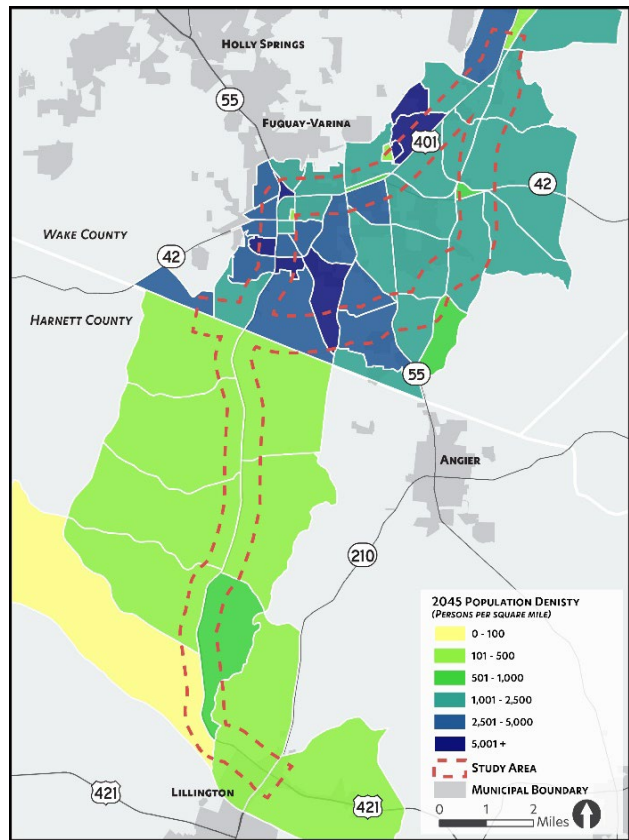 HOLLY SPRINGS
55
FUQUAY-VARINA
401
42
WAKE COUNTY
42
HARNETT COUNTY
55
ANGIER
210
2045 POPULATION DENISTY
(PERSONS PER SQUARE MILE)
0 - 100
101 - 500
501 - 1,000
1,001 - 2,500
2,501 - 5,000
5,001 +
STUDY AREA
MUNICIPAL BOUNDARY
0 1 2
Miles
421
LILLINGTON
421